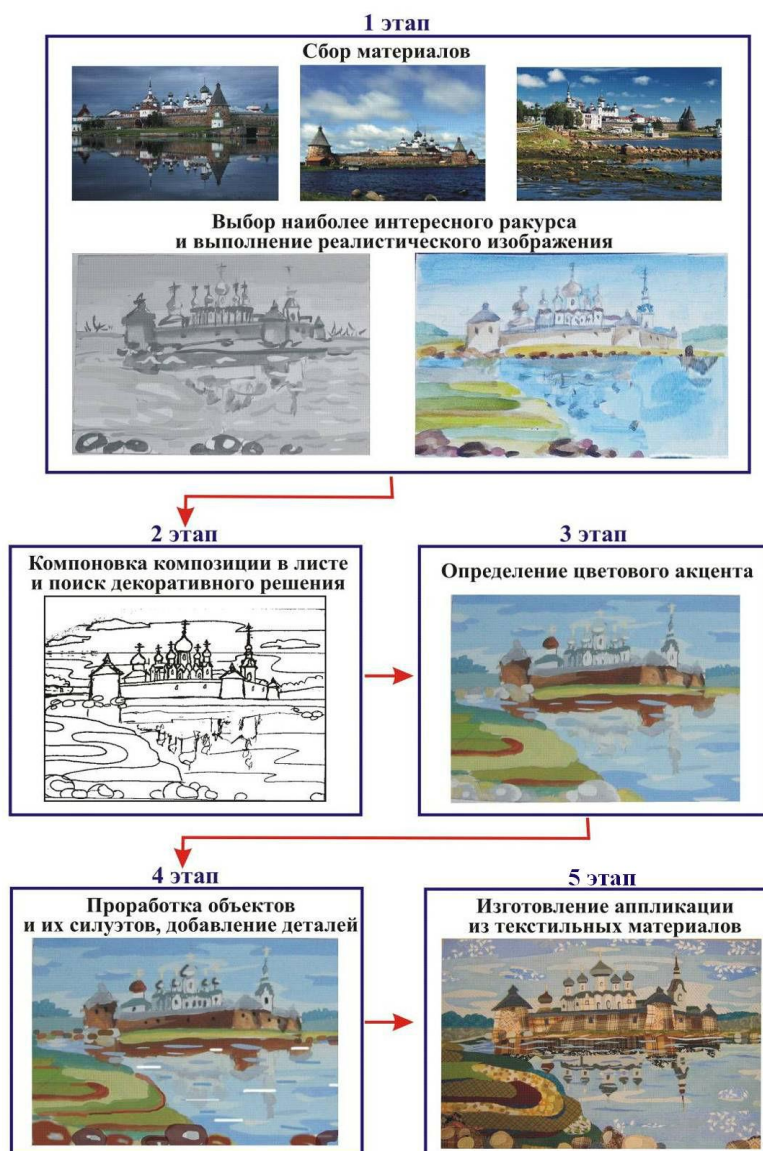 1 этап
Сбор материалов
Выбор наиболее интересного ракурса
и выполнение реалистического изображения
2 этап
Компоновка композиции в листе
и поиск декоративного решения
3 этап
Определение цветового акцента
4 этап
Проработка объектов
и их силуэтов, добавление деталей
5 этап
Изготовление аппликации
из текстильных материалов